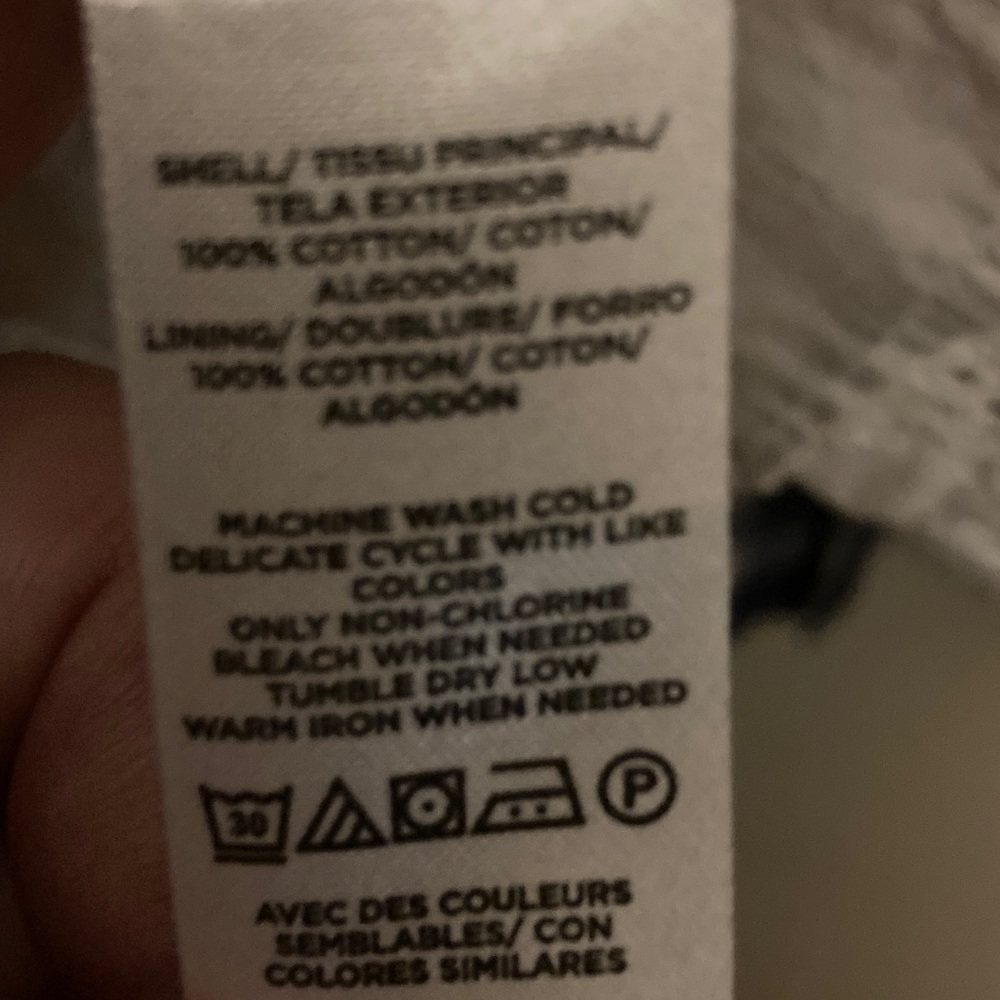 SHELL/ TISSU PRINCIPAL/
TELA EXTERIOR
100% COTTON/ COTON/
ALGODÓN
LINING/ DOUBLURE/ FORRO
100% COTTON/ COTON/
ALGODÓN
MACHINE WASH COLD
DELICATE CYCLE WITH LIKE
COLORS
ONLY NON-CHLORINE
BLEACH WHEN NEEDED
TUMBLE DRY LOW
WARM IRON WHEN NEEDED
30 P
AVEC DES COULEURS
SEMBLABLES/ CON
COLORES SIMILARES